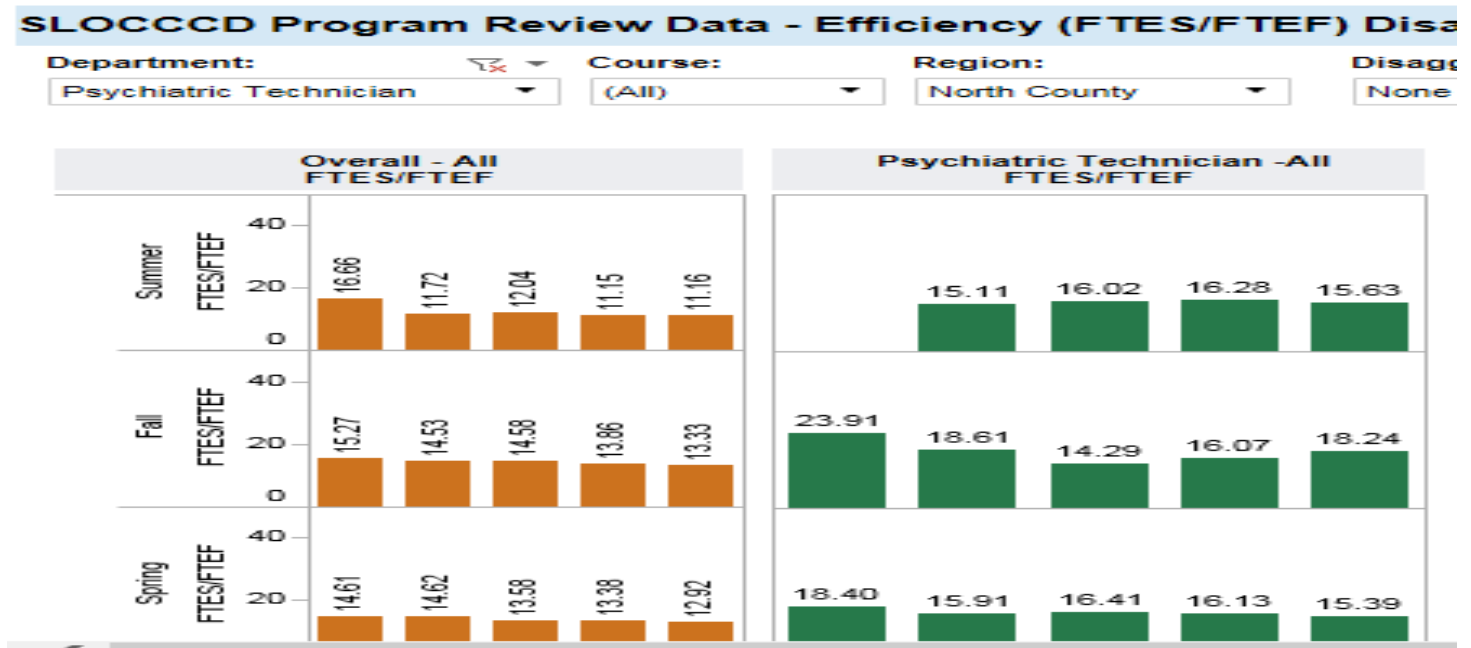 SLOCCCD Program Review Data - Efficiency (FTES/FTEF) Disa
Department: Course: Region: Disagg
Psychiatric Technician (All) North County None
Overall - All Psychiatric Technician -All
FTES/FTEF FTES/FTEF
Summer
FTES/FTEF
40
20
0
16.66 11.72 12.04 11.15 11.16
15.11 16.02 16.28 15.63
Fall
FTES/FTEF
40
20
0
15.27 14.53 14.58 13.86 13.33
23.91 18.61 14.29 16.07 18.24
Spring
FTES/FTEF
40
20
14.61 14.62 13.58 13.38 12.92
18.40 15.91 16.41 16.13 15.39